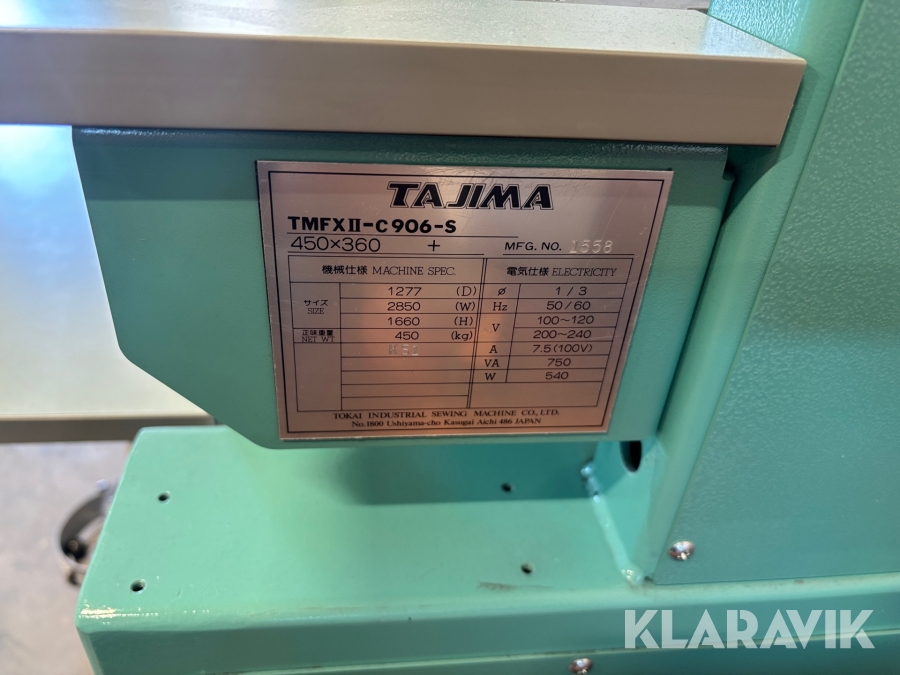 TAJIMA
TMFXII-C906-S
450×360 + MFG. NO. 1558
機械仕様 MACHINE SPEC. 電気仕様 ELECTRICITY
サイズ SIZE 1277 (D) ø 1 / 3
2850 (W) Hz 50/60
1660 (H) V 100~120
正味重量 NET WT 450 (kg) 200~240
A 7.5(100V)
VA 750
W 540
TOKAI INDUSTRIAL SEWING MACHINE CO., LTD.
No.1800 Ushiyama-cho Kasugai Aichi 486 JAPAN
KLARAVIK